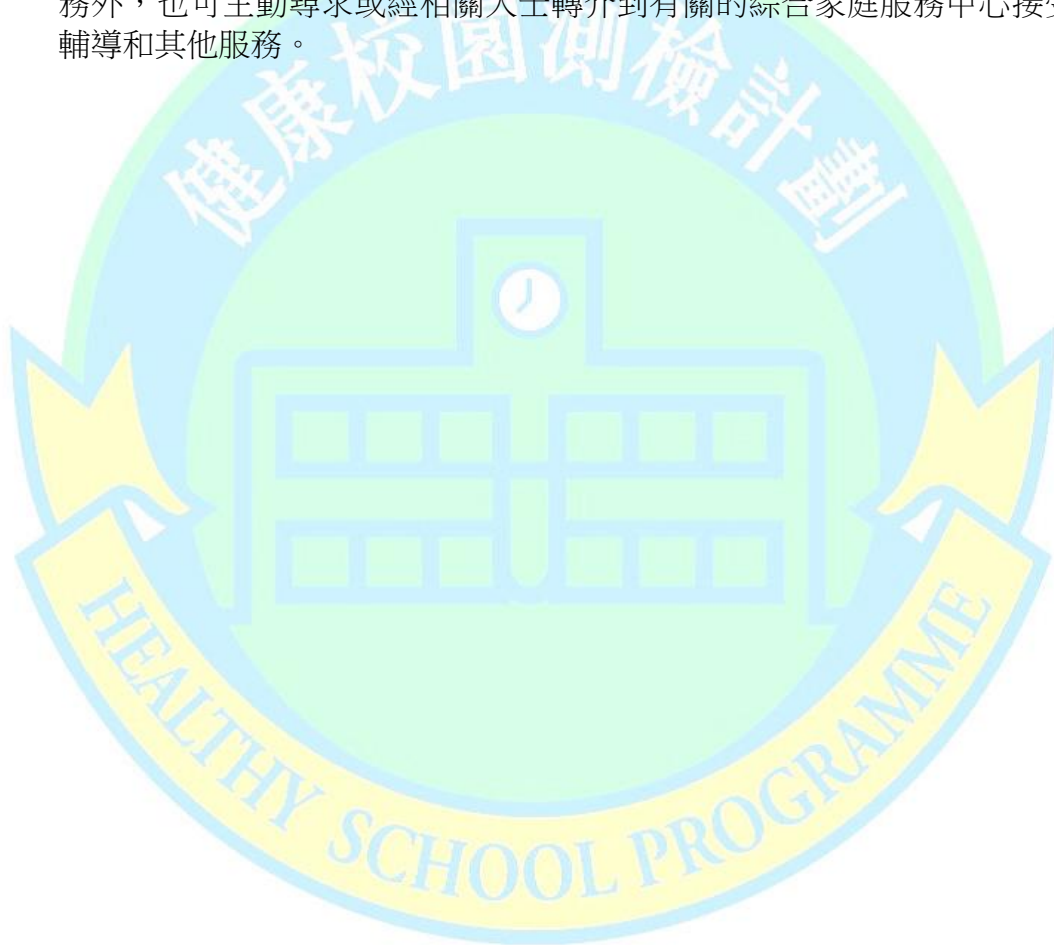 務外，也可主動尋求或經相關人士轉介到有關的綜合家庭服務中心接受
輔導和其他服務。
健康校園測檢計劃
HEALTHY SCHOOL PROGRAMME